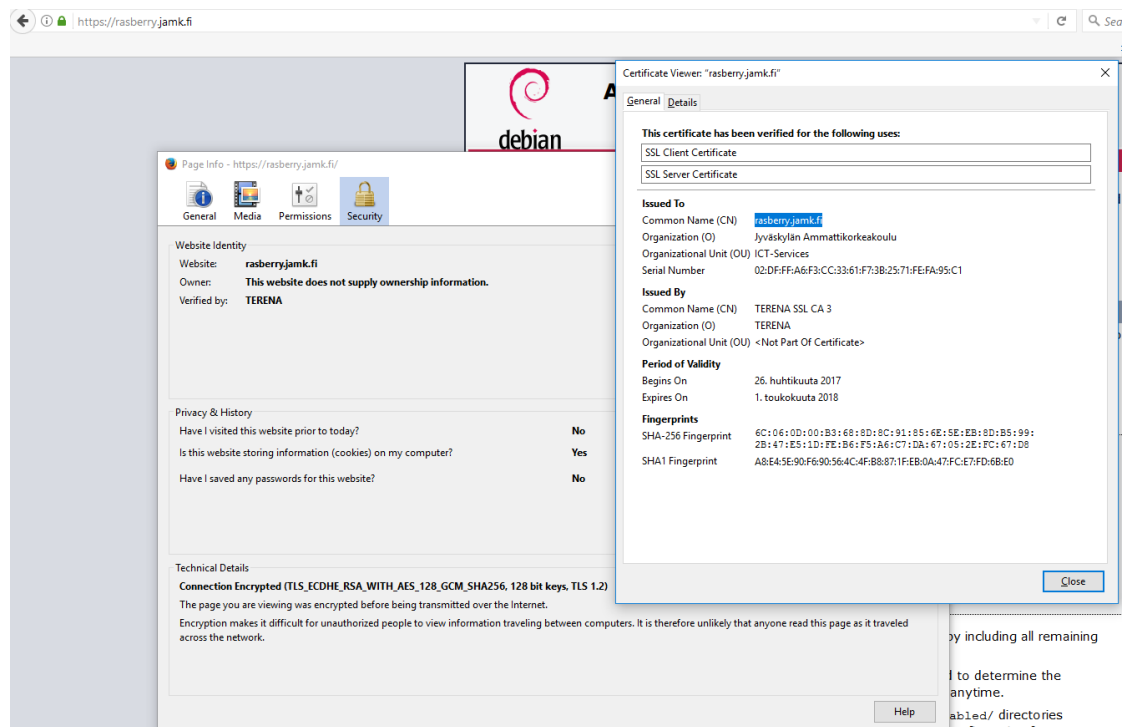 https://rasberry.jamk.fi
Sea
A
debian
Page Info - https://rasberry.jamk.fi/
General Media Permissions Security
Website Identity
Website: rasberry.jamk.fi
Owner: This website does not supply ownership information.
Verified by: TERENA
Privacy & History
Have I visited this website prior to today? No
Is this website storing information (cookies) on my computer? Yes
Have I saved any passwords for this website? No
Technical Details
Connection Encrypted (TLS_ECDHE_RSA_WITH_AES_128_GCM_SHA256, 128 bit keys, TLS 1.2)
The page you are viewing was encrypted before being transmitted over the Internet.
Encryption makes it difficult for unauthorized people to view information traveling between computers. It is therefore unlikely that anyone read this page as it traveled
across the network.
Help
Certificate Viewer: "rasberry.jamk.fi"
General Details
This certificate has been verified for the following uses:
SSL Client Certificate
SSL Server Certificate
Issued To
Common Name (CN) rasberry.jamk.fi
Organization (O) Jyväskylän Ammattikorkeakoulu
Organizational Unit (OU) ICT-Services
Serial Number 02:DF:FF:A6:F3:CC:33:61:F7:3B:25:71:FE:FA:95:C1
Issued By
Common Name (CN) TERENA SSL CA 3
Organization (O) TERENA
Organizational Unit (OU) <Not Part Of Certificate>
Period of Validity
Begins On 26. huhtikuuta 2017
Expires On 1. toukokuuta 2018
Fingerprints
SHA-256 Fingerprint 6C:06:0D:00:B3:68:8D:8C:91:85:6E:5E:EB:8D:B5:99:
2B:47:E5:1D:FE:B6:F5:A6:C7:DA:67:05:2E:FC:67:D8
SHA1 Fingerprint A8:E4:5E:90:F6:90:56:4C:4F:B8:87:1F:EB:0A:47:FC:E7:FD:6B:E0
Close
by including all remaining
to determine the
anytime.
abled/ directories